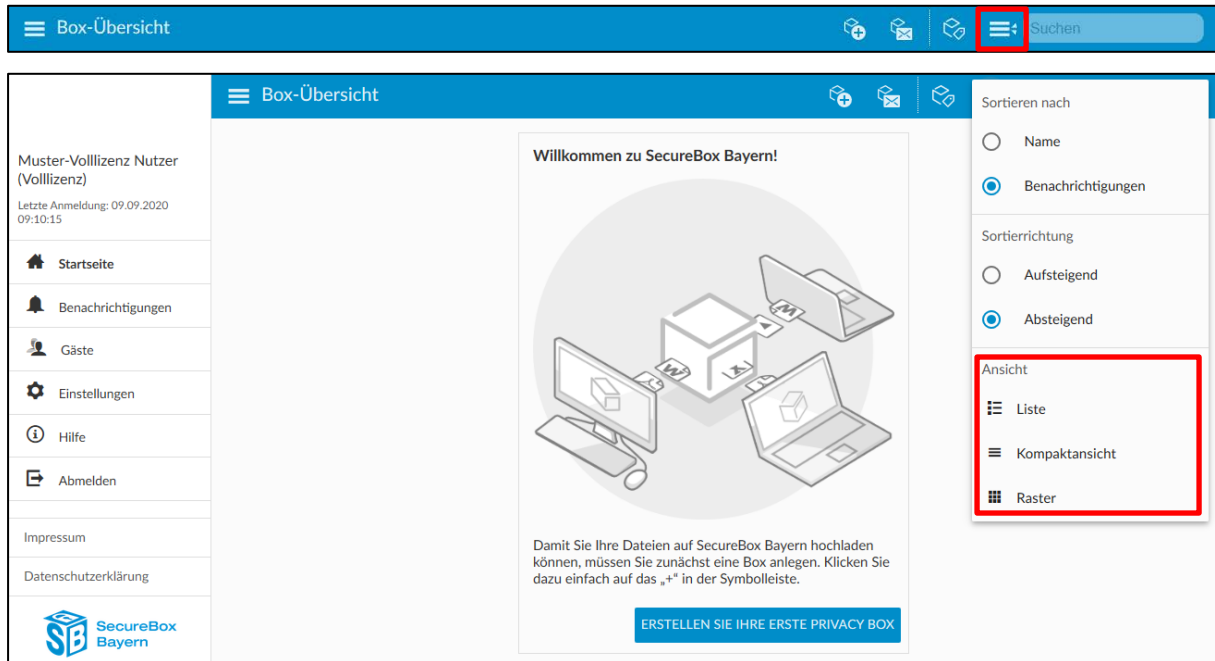 Box-Übersicht
Suchen
Box-Übersicht
Muster-Volllizenz Nutzer
(Volllizenz)
Letzte Anmeldung: 09.09.2020
09:10:15
Startseite
Benachrichtigungen
Gäste
Einstellungen
Hilfe
Abmelden
Impressum
Datenschutzerklärung
SB
SecureBox
Bayern
Willkommen zu SecureBox Bayern!
W
X
M
Damit Sie Ihre Dateien auf SecureBox Bayern hochladen
können, müssen Sie zunächst eine Box anlegen. Klicken Sie
dazu einfach auf das „+“ in der Symbolleiste.
ERSTELLEN SIE IHRE ERSTE PRIVACY BOX
Sortieren nach
Name
Benachrichtigungen
Sortierrichtung
Aufsteigend
Absteigend
Ansicht
Liste
Kompaktansicht
Raster